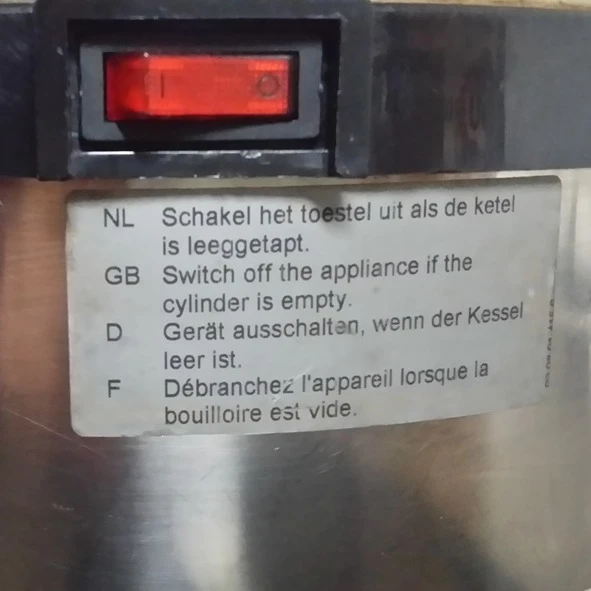 NL Schakel het toestel uit als de ketel
is leeggetapt.
GB Switch off the appliance if the
cylinder is empty.
D Gerät ausschalten, wenn der Kessel
leer ist.
F Débranchez l'appareil lorsque la
bouilloire est vide.